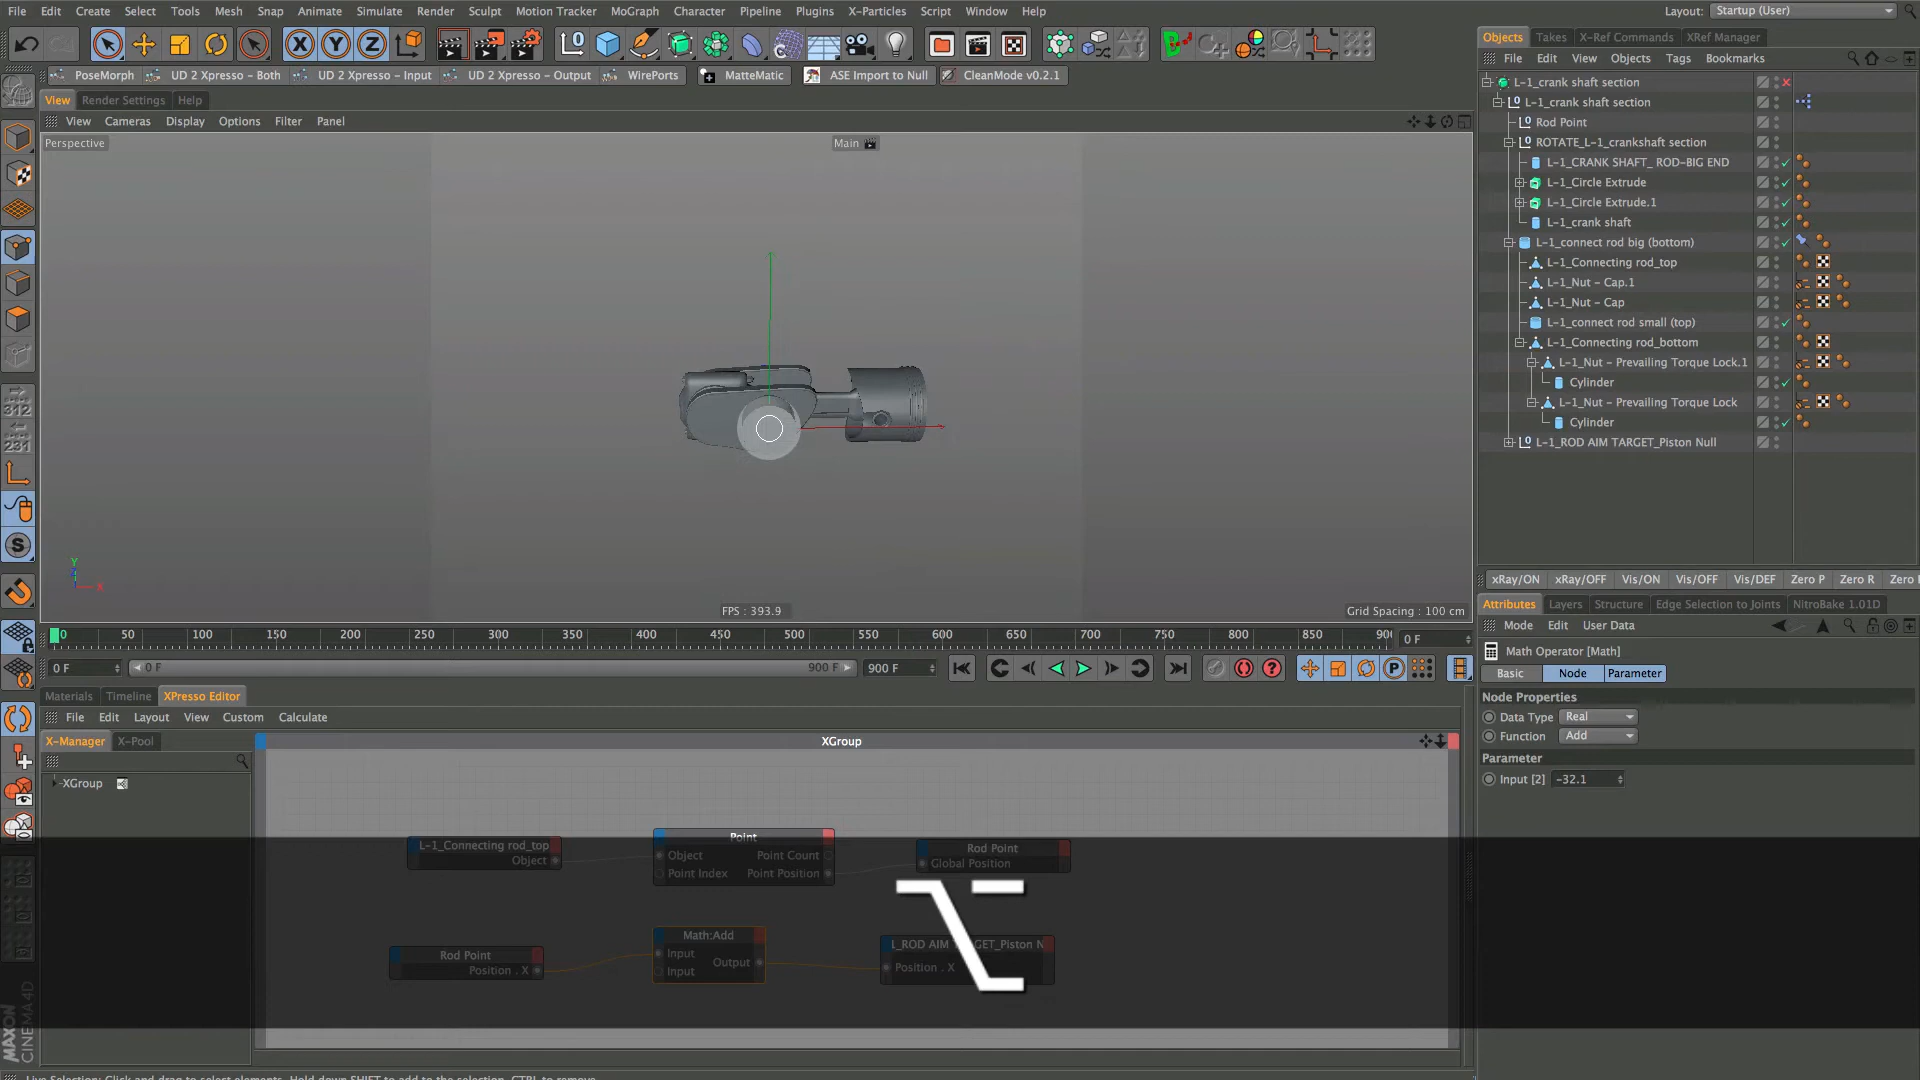 File Edit Create Select Tools Mesh Snap Animate Simulate Render Sculpt Motion Tracker MoGraph Character Pipeline Plugins X-Particles Script Window Help Layout: Startup (User)
X Y Z
PoseMorph UD 2 Xpresso - Both UD 2 Xpresso - Input UD 2 Xpresso - Output WirePorts MatteMatic ASE Import to Null CleanMode v0.2.1
View Render Settings Help
View Cameras Display Options Filter Panel
Perspective
Main
Y
X
FPS : 393.9
Grid Spacing : 100 cm
0 50 100 150 200 250 300 350 400 450 500 550 600 650 700 750 800 850 0 F
0 F 0 F 900 F 900 F
Materials Timeline XPresso Editor
File Edit Layout View Custom Calculate
X-Manager X-Pool
XGroup
XGroup
L-1_Connecting rod_top
Object
Point
Object Point Count
Point Index Point Position
Rod Point
Global Position
Rod Point
Position . X
Math:Add
Input
Output
Input
Position . X
MAXON
CINEMA 4D
Objects Takes X-Ref Commands XRef Manager
File Edit View Objects Tags Bookmarks
L-1_crank shaft section
L-1_crank shaft section
Rod Point
ROTATE_L-1_crankshaft section
L-1_CRANK SHAFT_ ROD-BIG END
L-1_Circle Extrude
L-1_Circle Extrude.1
L-1_crank shaft
L-1_connect rod big (bottom)
L-1_Connecting rod_top
L-1_Nut - Cap.1
L-1_Nut - Cap
L-1_connect rod small (top)
L-1_Connecting rod_bottom
L-1_Nut - Prevailing Torque Lock.1
Cylinder
L-1_Nut - Prevailing Torque Lock
Cylinder
L-1_ROD AIM TARGET_Piston Null
xRay/ON xRay/OFF Vis/ON Vis/OFF Vis/DEF Zero P Zero R Zero
Attributes Layers Structure Edge Selection to Joints NitroBake 1.01D
Mode Edit User Data
Math Operator [Math]
Basic Node Parameter
Node Properties
Data Type Real
Function Add
Parameter
Input [2] -32.1